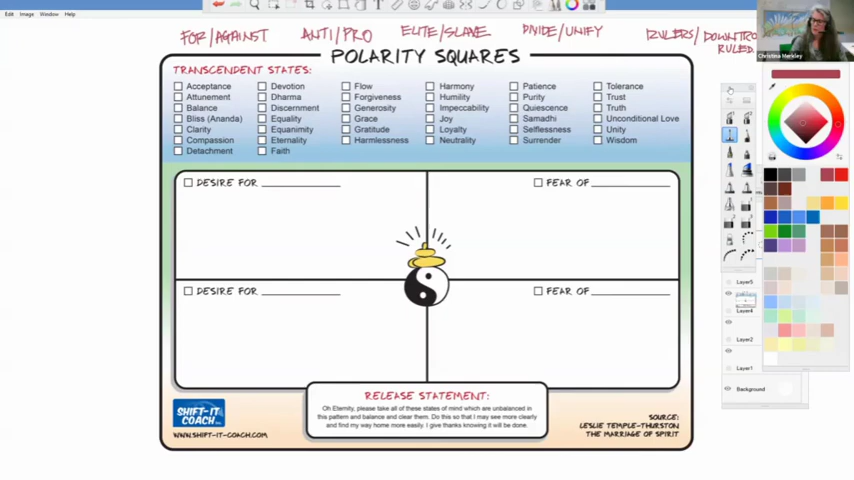 Edit Image Window
FOR/AGAINST ANTI/PRO ELITE/SLAVE DIVIDE/UNIFY RULERS/DOWNTRO
RULED
Christina Merkley
POLARITY SQUARES
TRANSCENDENT STATES:
Acceptance Devotion Flow Harmony Patience Tolerance
Attunement Dharma Forgiveness Humility Purity Trust
Balance Discernment Generosity Impeccability Quiescence Truth
Bliss (Ananda) Equality Grace Joy Samadhi Unconditional Love
Clarity Equanimity Gratitude Loyalty Selflessness Unity
Compassion Eternality Harmlessness Neutrality Surrender Wisdom
Detachment Faith
DESIRE FOR FEAR OF
DESIRE FOR FEAR OF
Layer5
Layer4
Layer2
Layer1
Background
RELEASE STATEMENT:
Oh Eternity, please take all of these states of mind which are unbalanced in
this pattern and balance and clear them. Do this so that I may see more clearly
and find my way home more easily. I give thanks knowing it will be done.
SHIFT-IT
COACH
WWW.SHIFT-IT-COACH.COM
SOURCE:
LESLIE TEMPLE-THURSTON
THE MARRIAGE OF SPIRIT